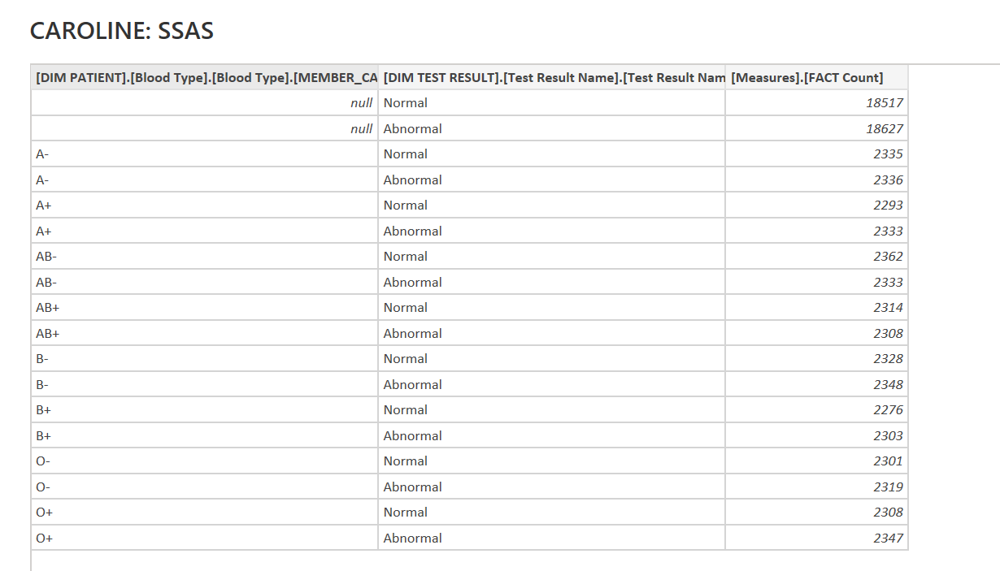 CAROLINE: SSAS
[DIM PATIENT].[Blood Type].[Blood Type].[MEMBER_CA [DIM TEST RESULT].[Test Result Name].[Test Result Nam [Measures].[FACT Count]
null Normal 18517
null Abnormal 18627
A- Normal 2335
A- Abnormal 2336
A+ Normal 2293
A+ Abnormal 2333
AB- Normal 2362
AB- Abnormal 2333
AB+ Normal 2314
AB+ Abnormal 2308
B- Normal 2328
B- Abnormal 2348
B+ Normal 2276
B+ Abnormal 2303
O- Normal 2301
O- Abnormal 2319
O+ Normal 2308
O+ Abnormal 2347